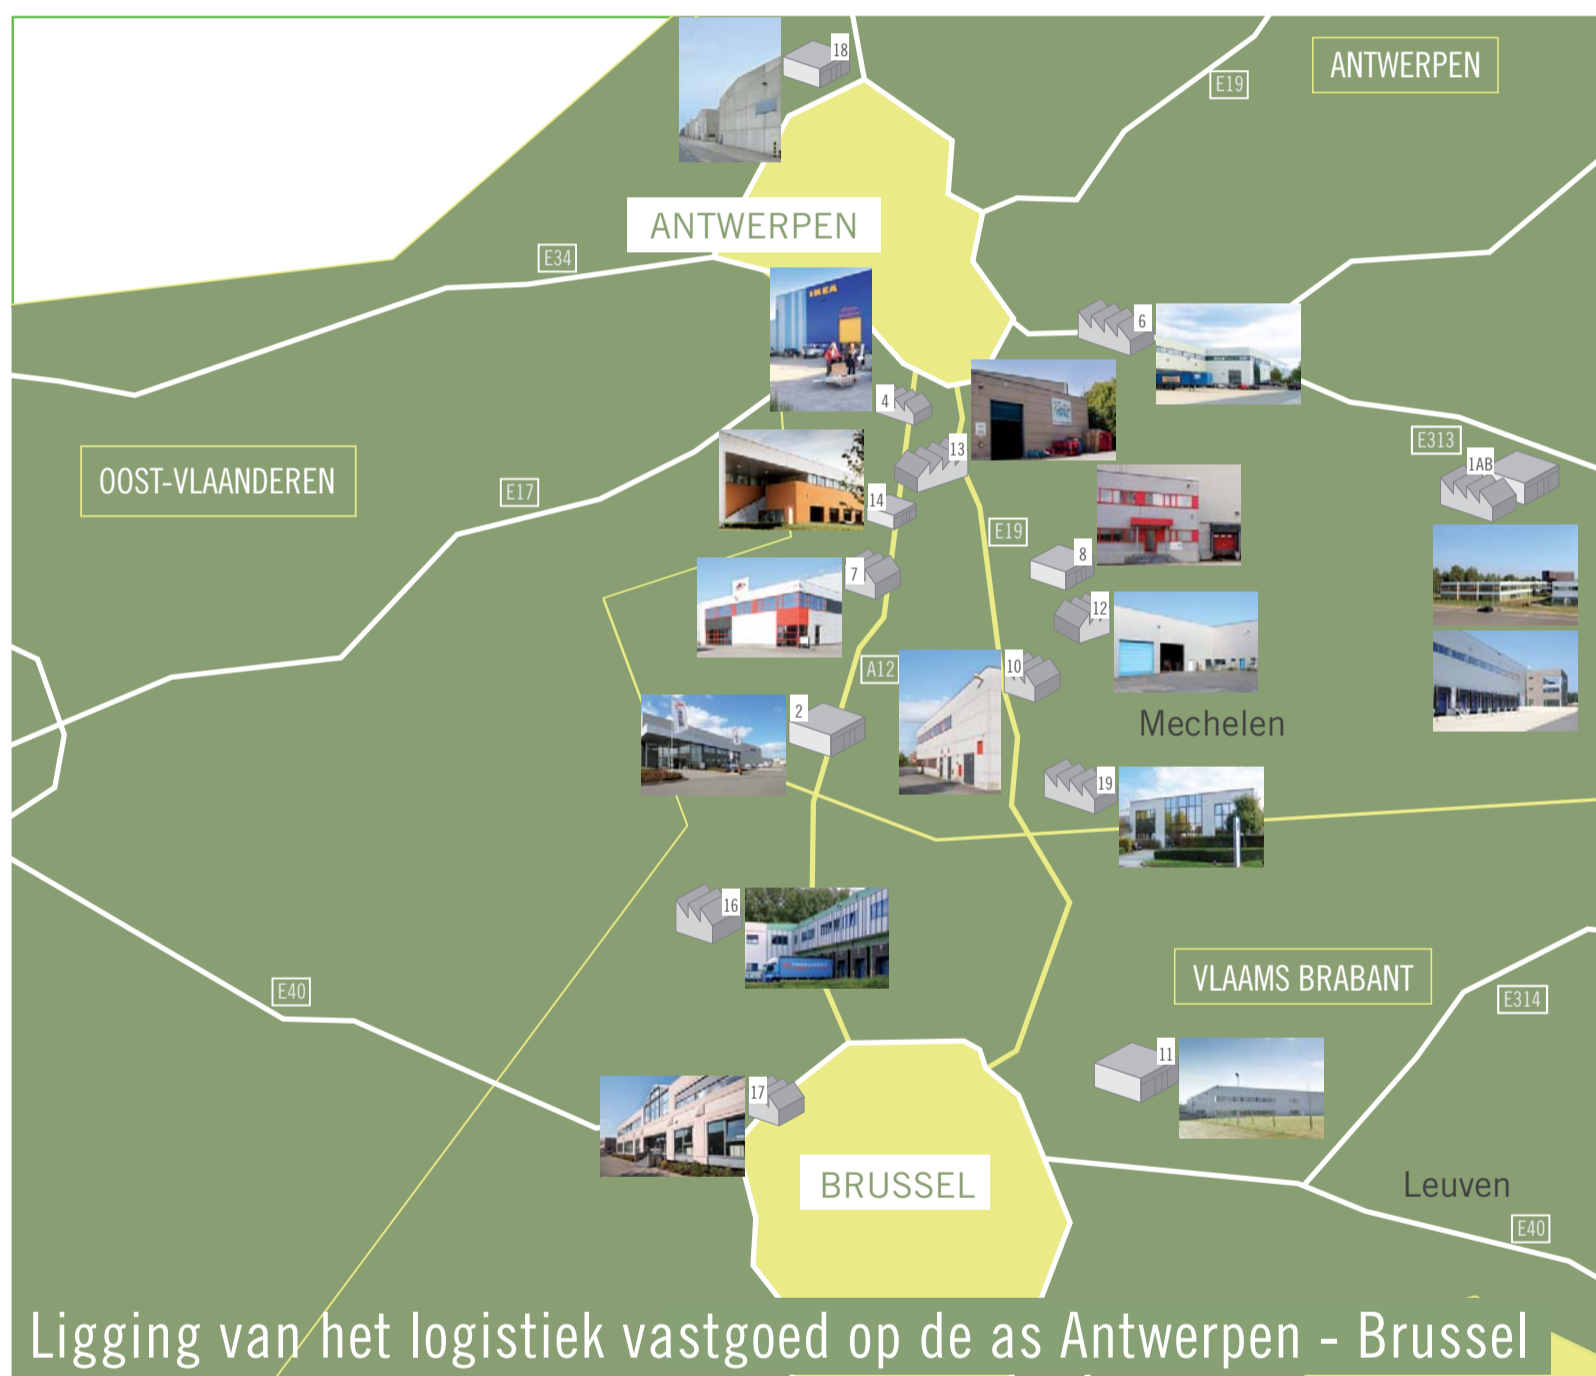 18
ANTWERPEN
E19
ANTWERPEN
E34
IKEA
6
4
E313
13
1AB
OOST-VLAANDEREN
E17
14
E19
8
7
12
A12
10
2
Mechelen
19
16
VLAAMS BRABANT
E40
E314
11
17
BRUSSEL
Leuven
E40
Ligging van het logistiek vastgoed op de as Antwerpen - Brussel